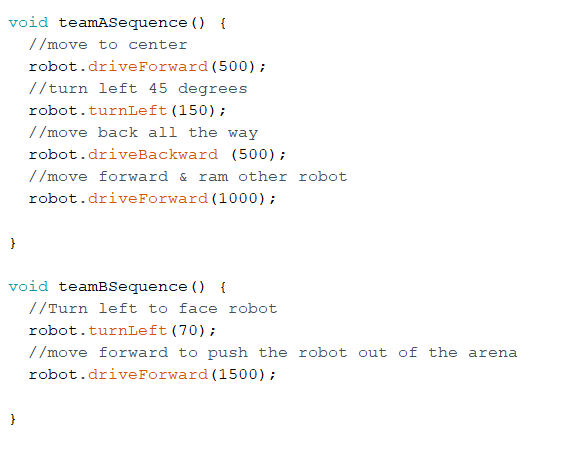 void teamASequence() {
//move to center
robot.driveForward(500);
//turn left 45 degrees
robot.turnLeft(150);
//move back all the way
robot.driveBackward (500);
//move forward & ram other robot
robot.driveForward(1000);
}
void teamBSequence() {
//Turn left to face robot
robot.turnLeft(70);
//move forward to push the robot out of the arena
robot.driveForward(1500);
}